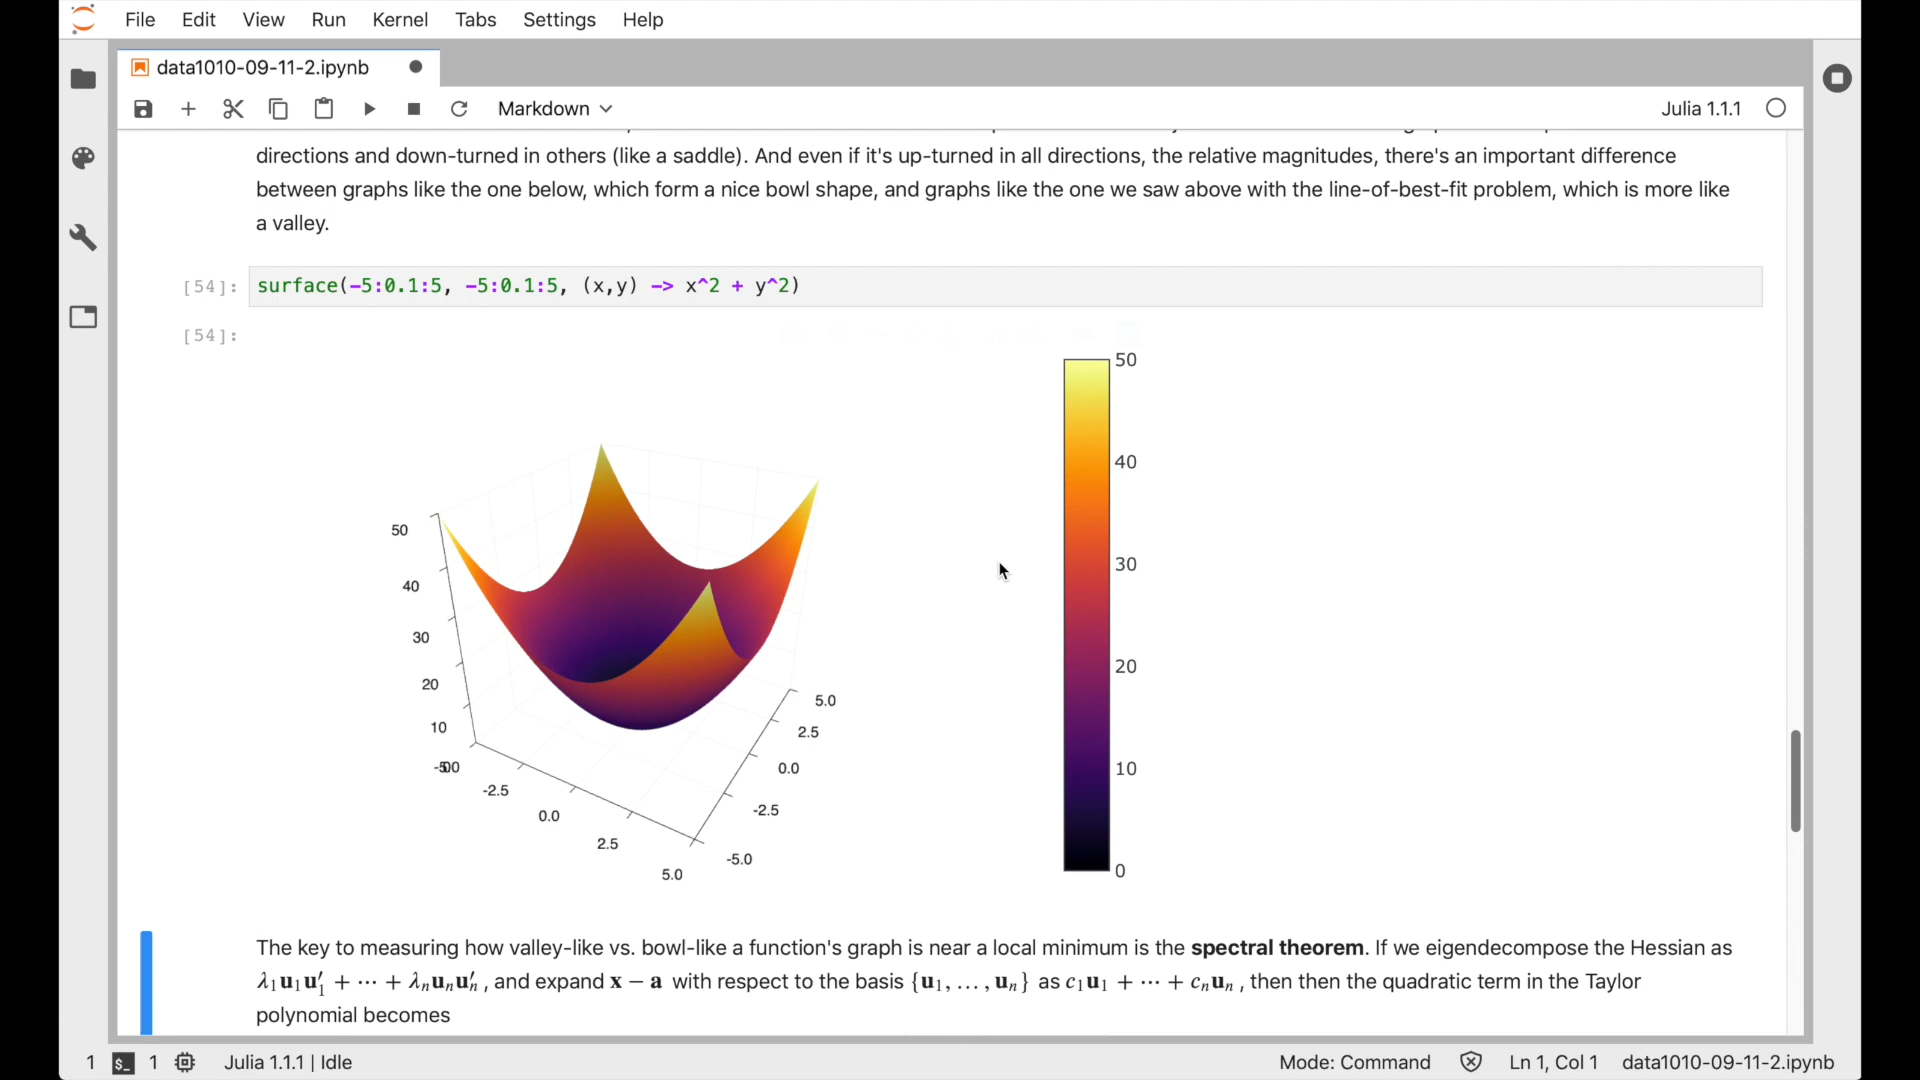 File Edit View Run Kernel Tabs Settings Help
data1010-09-11-2.ipynb
Markdown
Julia 1.1.1
directions and down-turned in others (like a saddle). And even if it's up-turned in all directions, the relative magnitudes, there's an important difference
between graphs like the one below, which form a nice bowl shape, and graphs like the one we saw above with the line-of-best-fit problem, which is more like
a valley.
[54]: surface(-5:0.1:5, -5:0.1:5, (x,y) -> x^2 + y^2)
[54]:
50
40
30
20
10
0
50
40
30
20
10
-5.0
-2.5
0.0
2.5
5.0
5.0
2.5
0.0
-2.5
-5.0
The key to measuring how valley-like vs. bowl-like a function's graph is near a local minimum is the spectral theorem. If we eigendecompose the Hessian as
λ₁u₁u₁′ + ⋯ + λₙuₙuₙ′, and expand x − a with respect to the basis {u₁, …, uₙ} as c₁u₁ + ⋯ + cₙuₙ, then then the quadratic term in the Taylor
polynomial becomes
1 $_ 1 Julia 1.1.1 | Idle Mode: Command Ln 1, Col 1 data1010-09-11-2.ipynb